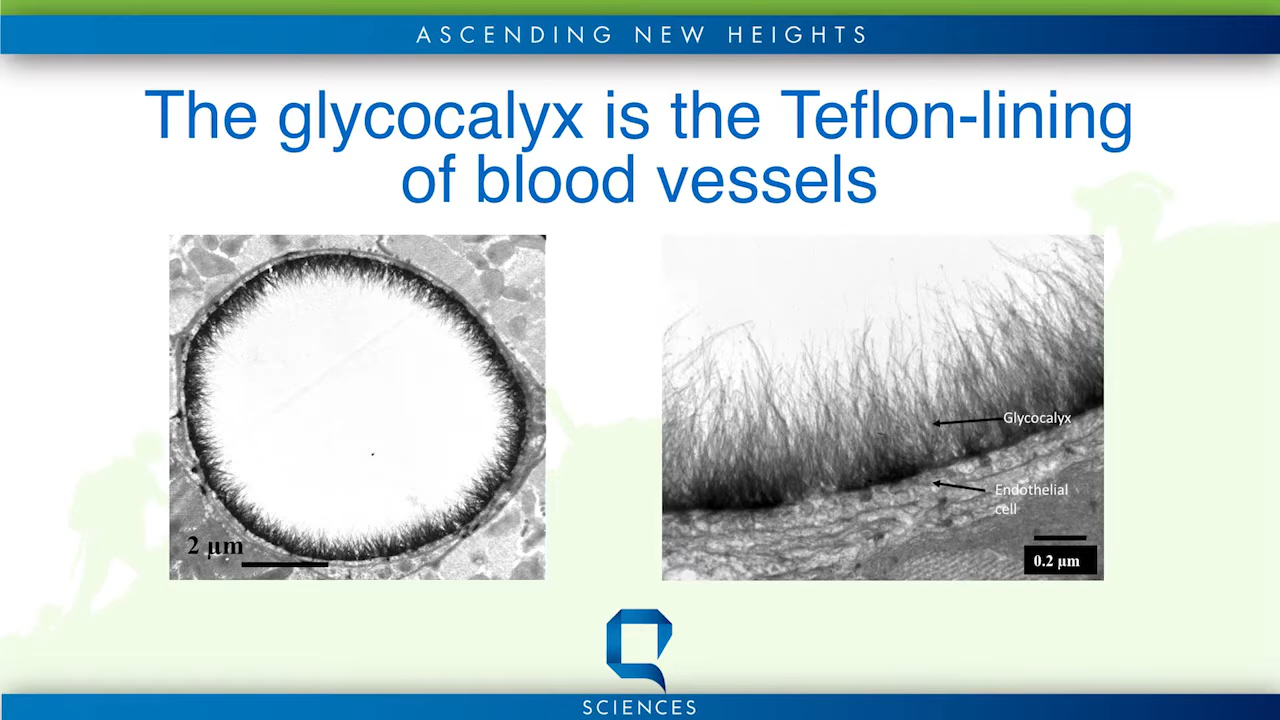 ASCENDING NEW HEIGHTS
The glycocalyx is the Teflon-lining
of blood vessels
2 µm
Glycocalyx
Endothelial
cell
0.2 µm
SCIENCES